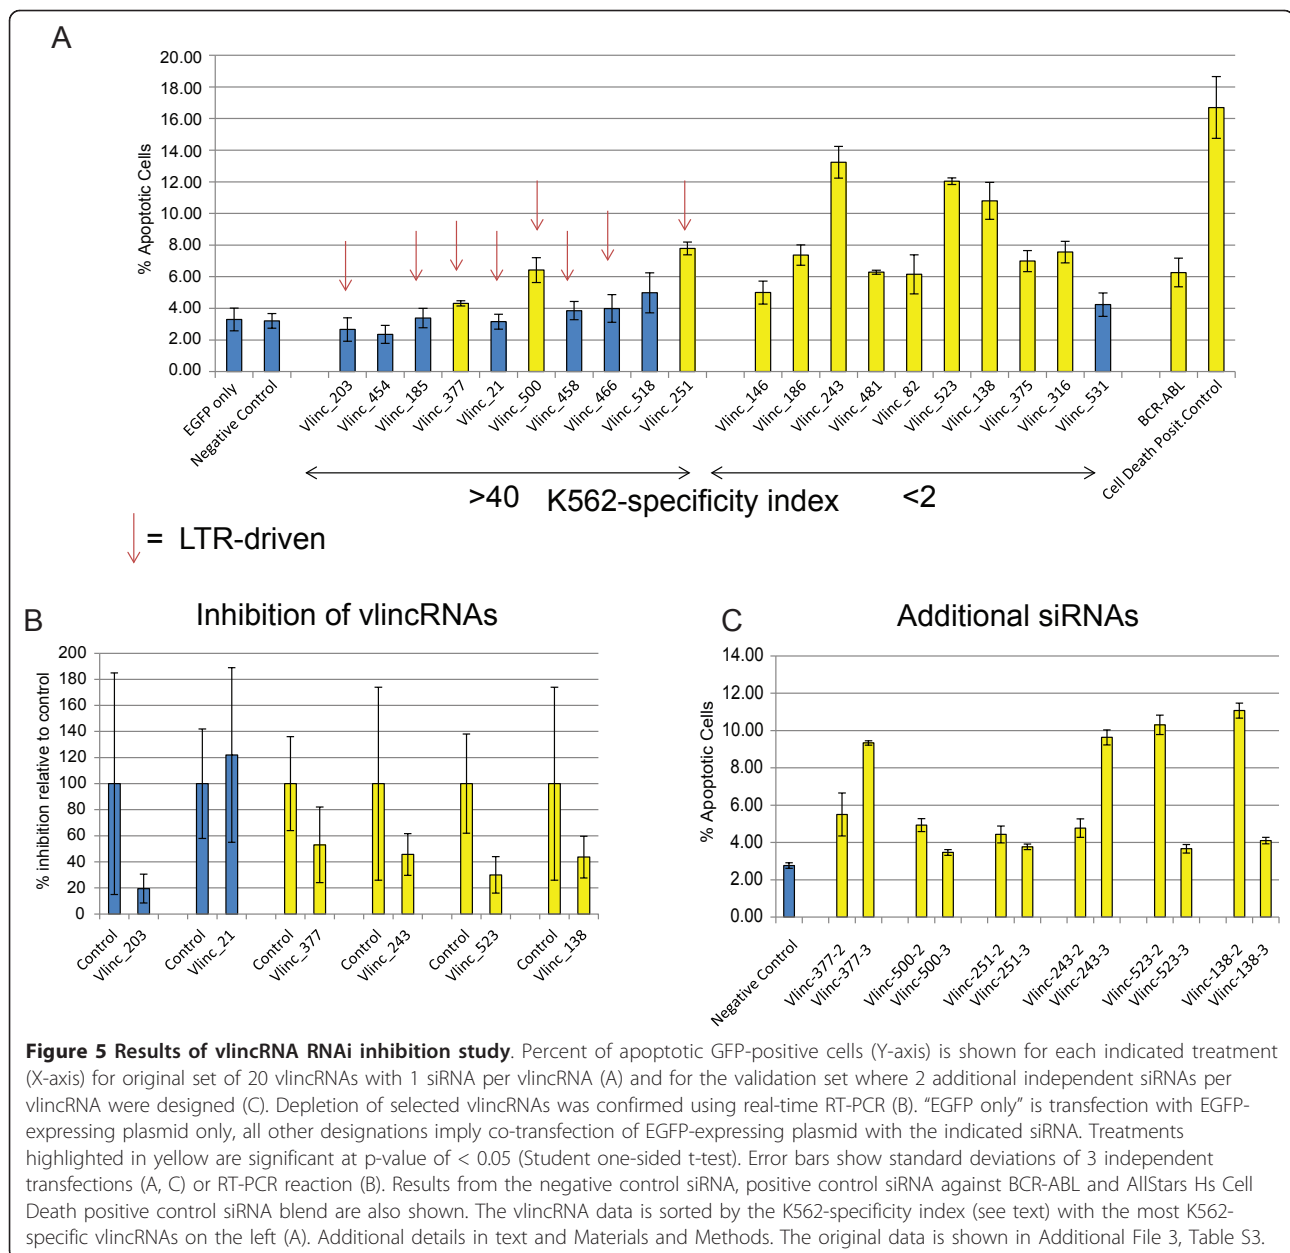 A
% Apoptotic Cells
20.00
18.00
16.00
14.00
12.00
10.00
8.00
6.00
4.00
2.00
0.00
EGFP only
Negative Control
Vlinc_203
Vlinc_454
Vlinc_185
Vlinc_377
Vlinc_21
Vlinc_500
Vlinc_458
Vlinc_466
Vlinc_518
Vlinc_251
Vlinc_146
Vlinc_186
Vlinc_243
Vlinc_481
Vlinc_82
Vlinc_523
Vlinc_138
Vlinc_375
Vlinc_316
Vlinc_531
BCR-ABL
Cell Death Posit.Control
>40 K562-specificity index <2
= LTR-driven
B
Inhibition of vlincRNAs
% inhibition relative to control
200
180
160
140
120
100
80
60
40
20
0
Control
Vlinc_203
Control
Vlinc_21
Control
Vlinc_377
Control
Vlinc_243
Control
Vlinc_523
Control
Vlinc_138
C
Additional siRNAs
% Apoptotic Cells
14.00
12.00
10.00
8.00
6.00
4.00
2.00
0.00
Negative Control
Vlinc-377-2
Vlinc-377-3
Vlinc-500-2
Vlinc-500-3
Vlinc-251-2
Vlinc-251-3
Vlinc-243-2
Vlinc-243-3
Vlinc-523-2
Vlinc-523-3
Vlinc-138-2
Vlinc-138-3
Figure 5 Results of vlincRNA RNAi inhibition study. Percent of apoptotic GFP-positive cells (Y-axis) is shown for each indicated treatment
(X-axis) for original set of 20 vlincRNAs with 1 siRNA per vlincRNA (A) and for the validation set where 2 additional independent siRNAs per
vlincRNA were designed (C). Depletion of selected vlincRNAs was confirmed using real-time RT-PCR (B). “EGFP only” is transfection with EGFP-
expressing plasmid only, all other designations imply co-transfection of EGFP-expressing plasmid with the indicated siRNA. Treatments
highlighted in yellow are significant at p-value of < 0.05 (Student one-sided t-test). Error bars show standard deviations of 3 independent
transfections (A, C) or RT-PCR reaction (B). Results from the negative control siRNA, positive control siRNA against BCR-ABL and AllStars Hs Cell
Death positive control siRNA blend are also shown. The vlincRNA data is sorted by the K562-specificity index (see text) with the most K562-
specific vlincRNAs on the left (A). Additional details in text and Materials and Methods. The original data is shown in Additional File 3, Table S3.